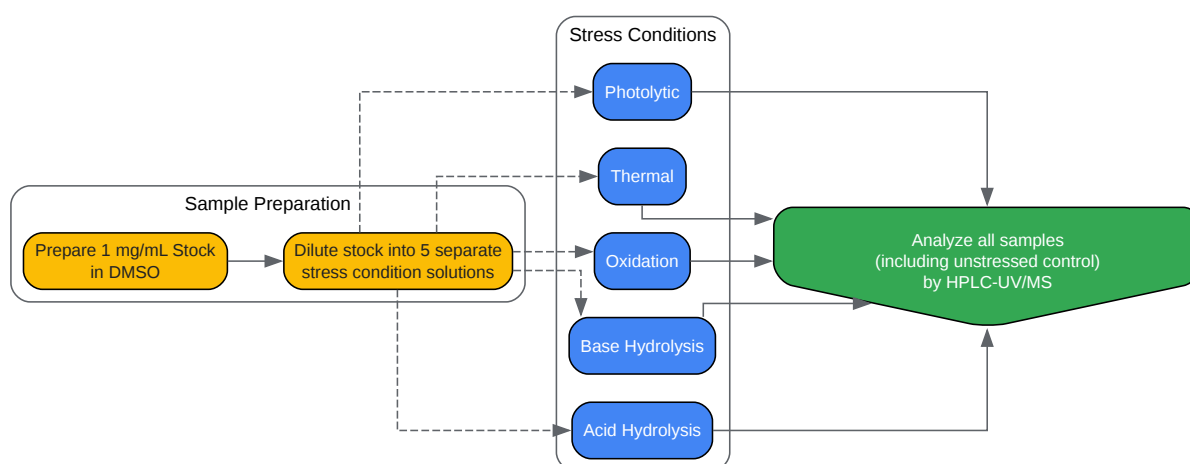 Stress Conditions
Photolytic
Thermal
Sample Preparation
Prepare 1 mg/mL Stock
in DMSO
Dilute stock into 5 separate
stress condition solutions
Oxidation
Analyze all samples
(including unstressed control)
by HPLC-UV/MS
Base Hydrolysis
Acid Hydrolysis